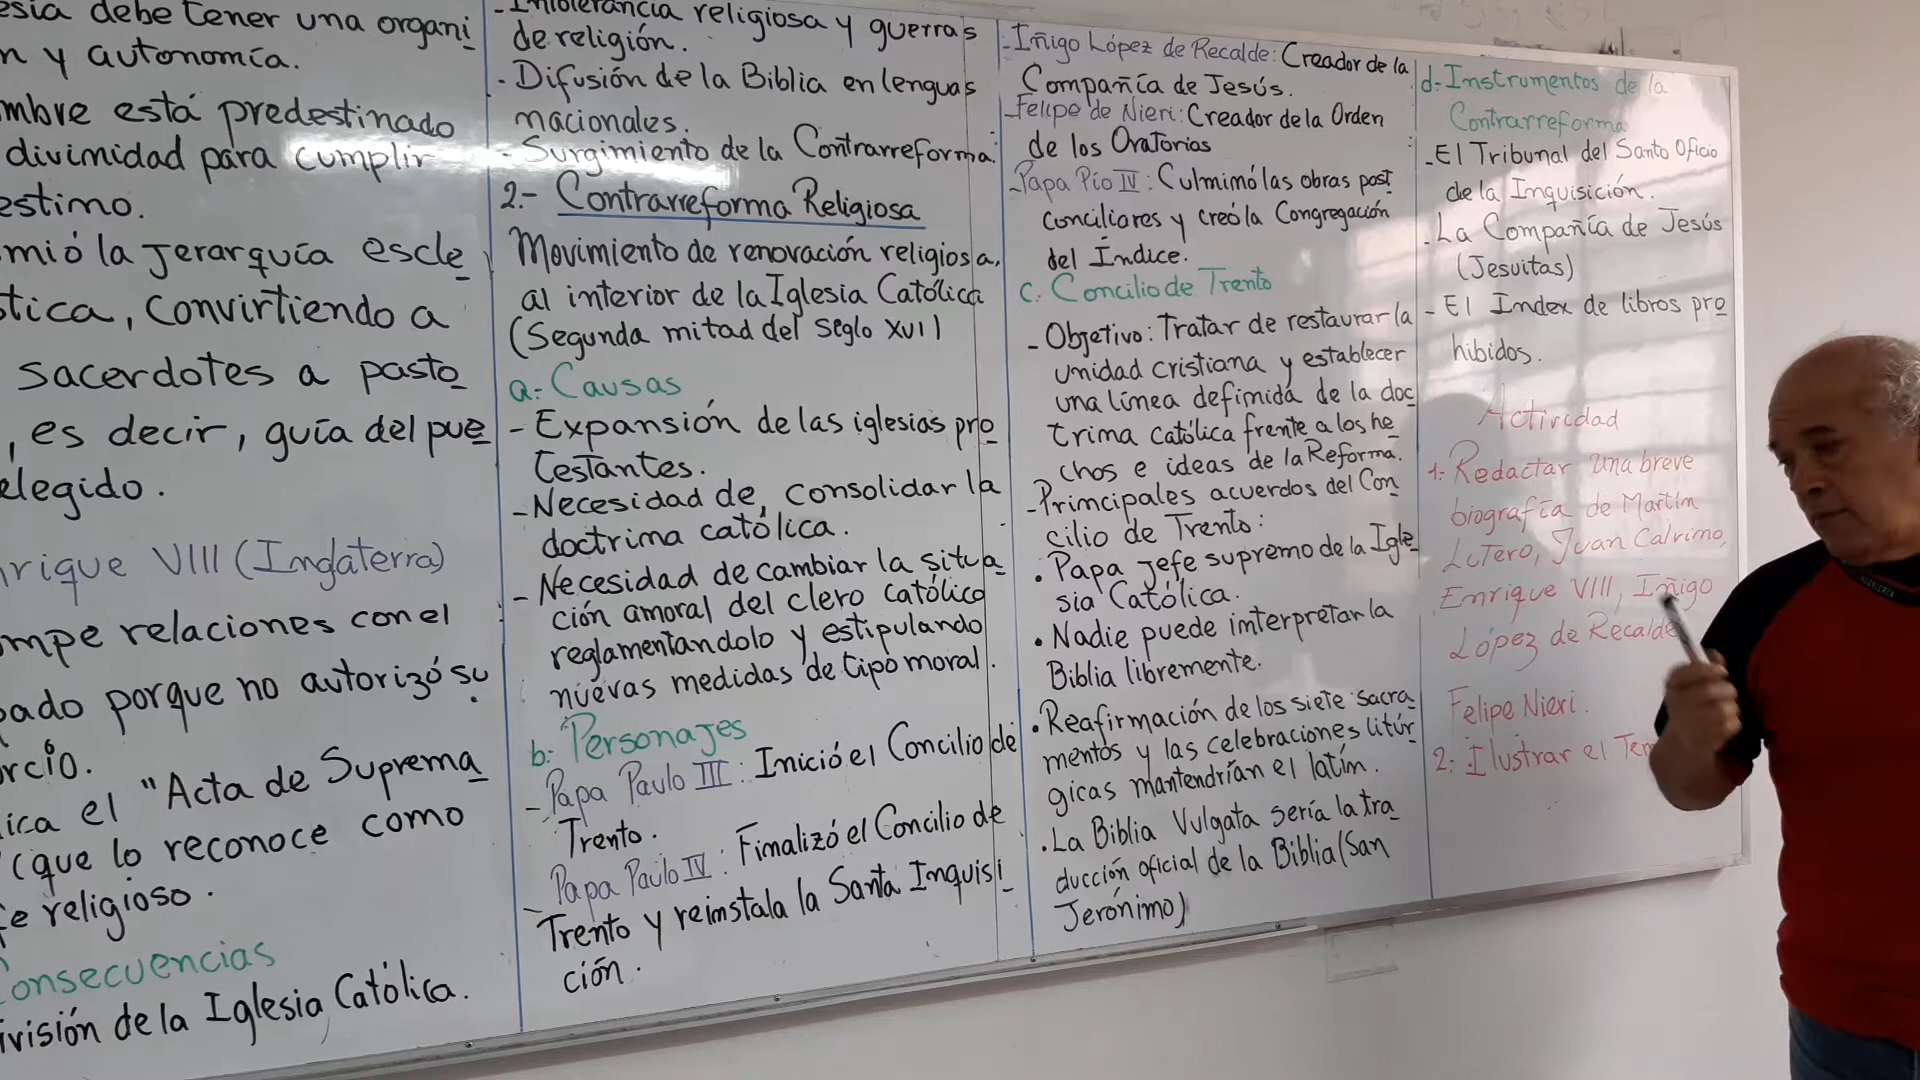 esia debe tener una organi
n y autonomía.
mbre está predestinado
divinidad para cumplir
estino.
mió la Jerarquía escle
tica, convirtiendo a
sacerdotes a pasto
, es decir, guía del pue
elegido.
rique VIII (Inglaterra)
ompe relaciones con el
pado porque no autorizó su
rcio.
ica el "Acta de Suprema
(que lo reconoce como
fe religioso.
Consecuencias
ivisión de la Iglesia Católica.
- Intolerancia religiosa y guerras
de religión.
- Difusión de la Biblia en lenguas
nacionales.
- Surgimiento de la Contrarreforma.
2.- Contrarreforma Religiosa
Movimiento de renovación religiosa,
al interior de la Iglesia Católica
(Segunda mitad del Seglo XVI)
a.- Causas
- Expansión de las iglesias pro
testantes.
- Necesidad de consolidar la
doctrina católica.
- Necesidad de cambiar la situa
ción amoral del clero católico
reglamentandolo y estipulando
nuevas medidas de tipo moral.
b.- Personajes
- Papa Paulo III: Inició el Concilio de
Trento.
- Papa Paulo IV: Finalizó el Concilio de
Trento y reinstala la Santa Inquisi
ción.
- Iñigo López de Recalde: Creador de la
Compañía de Jesús.
- Felipe de Nieri: Creador de la Orden
de los Oratorios
- Papa Pío IV: Culminó las obras post
conciliares y creó la Congregación
del Índice.
c. Concilio de Trento
- Objetivo: Tratar de restaurar la
unidad cristiana y establecer
una línea definida de la doc
trina católica frente a los he
chos e ideas de la Reforma.
- Principales acuerdos del Con
cilio de Trento:
• Papa jefe supremo de la Igle
sia Católica.
• Nadie puede interpretar la
Biblia libremente.
• Reafirmación de los siete sacra
mentos y las celebraciones litúr
gicas mantendrían el latín.
• La Biblia Vulgata sería la tra
ducción oficial de la Biblia (San
Jerónimo)
d.- Instrumentos de la
Contrarreforma
- El Tribunal del Santo Oficio
de la Inquisición.
- La Compañía de Jesús
(Jesuitas)
- El Index de libros pro
hibidos.
Actividad
1.- Redactar una breve
biografía de Martín
Lutero, Juan Calvino,
Enrique VIII, Iñigo
López de Recalde
Felipe Nieri.
2.- Ilustrar el Tem